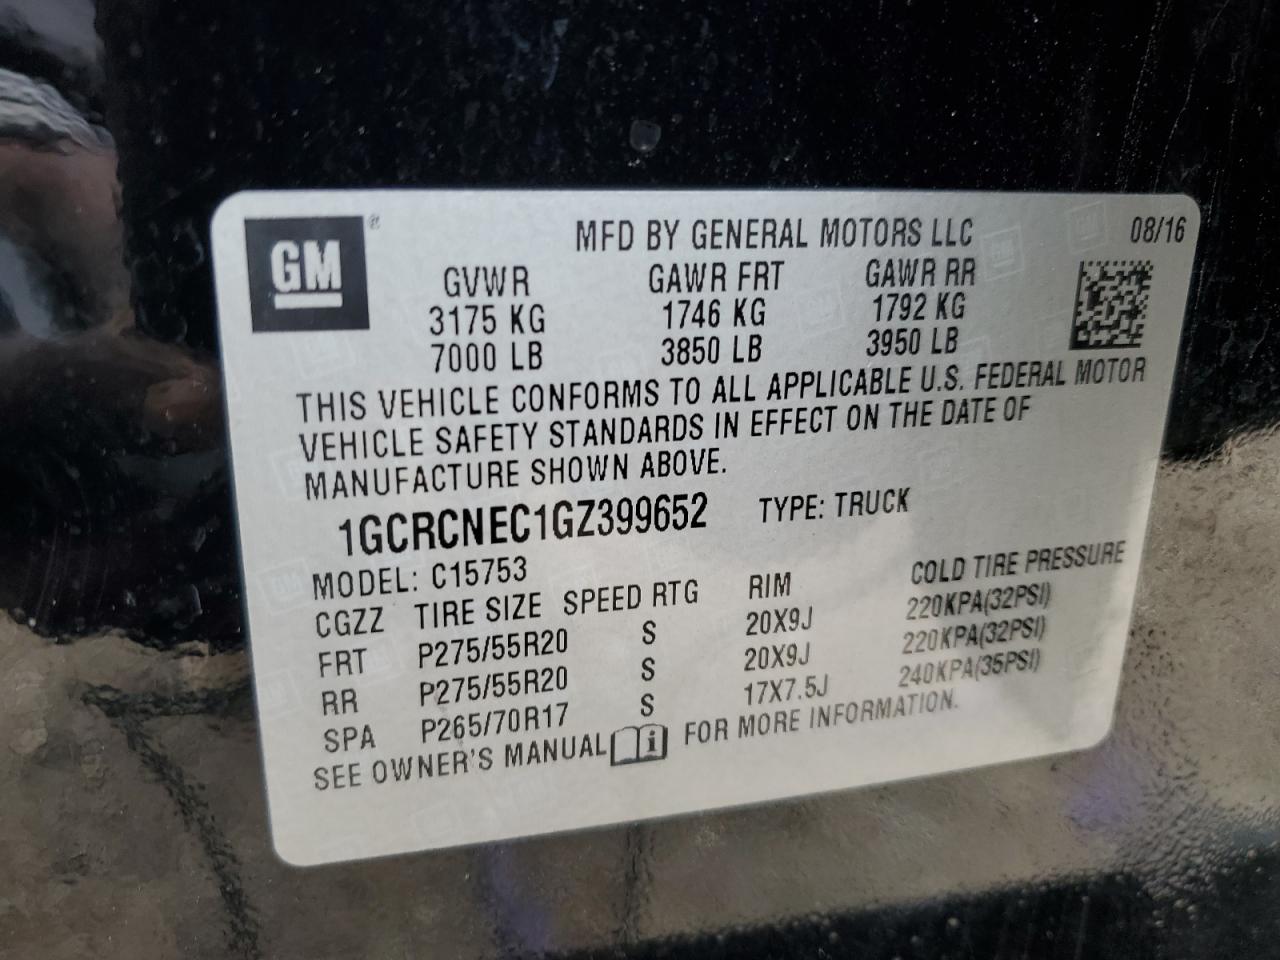 GM ®
MFD BY GENERAL MOTORS LLC 08/16
GVWR GAWR FRT GAWR RR
3175 KG 1746 KG 1792 KG
7000 LB 3850 LB 3950 LB
THIS VEHICLE CONFORMS TO ALL APPLICABLE U.S. FEDERAL MOTOR
VEHICLE SAFETY STANDARDS IN EFFECT ON THE DATE OF
MANUFACTURE SHOWN ABOVE.
1GCRCNEC1GZ399652 TYPE: TRUCK
MODEL: C15753
CGZZ TIRE SIZE SPEED RTG RIM COLD TIRE PRESSURE
FRT P275/55R20 S 20X9J 220KPA(32PSI)
RR P275/55R20 S 20X9J 220KPA(32PSI)
SPA P265/70R17 S 17X7.5J 240KPA(35PSI)
SEE OWNER'S MANUAL i FOR MORE INFORMATION.